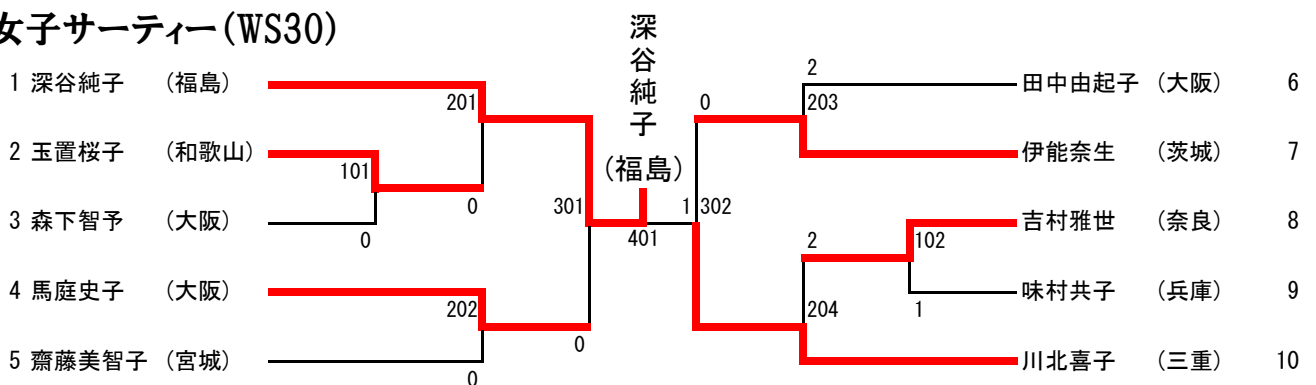 女子サーティー(WS30)
深谷純子
(福島)
1 深谷純子 (福島)
2 玉置桜子 (和歌山)
3 森下智予 (大阪)
4 馬庭史子 (大阪)
5 齋藤美智子 (宮城)
201
101
0
0
202
0
0
301
401
1 302
0
2
203
2
102
1
204
田中由起子 (大阪) 6
伊能奈生 (茨城) 7
吉村雅世 (奈良) 8
味村共子 (兵庫) 9
川北喜子 (三重) 10